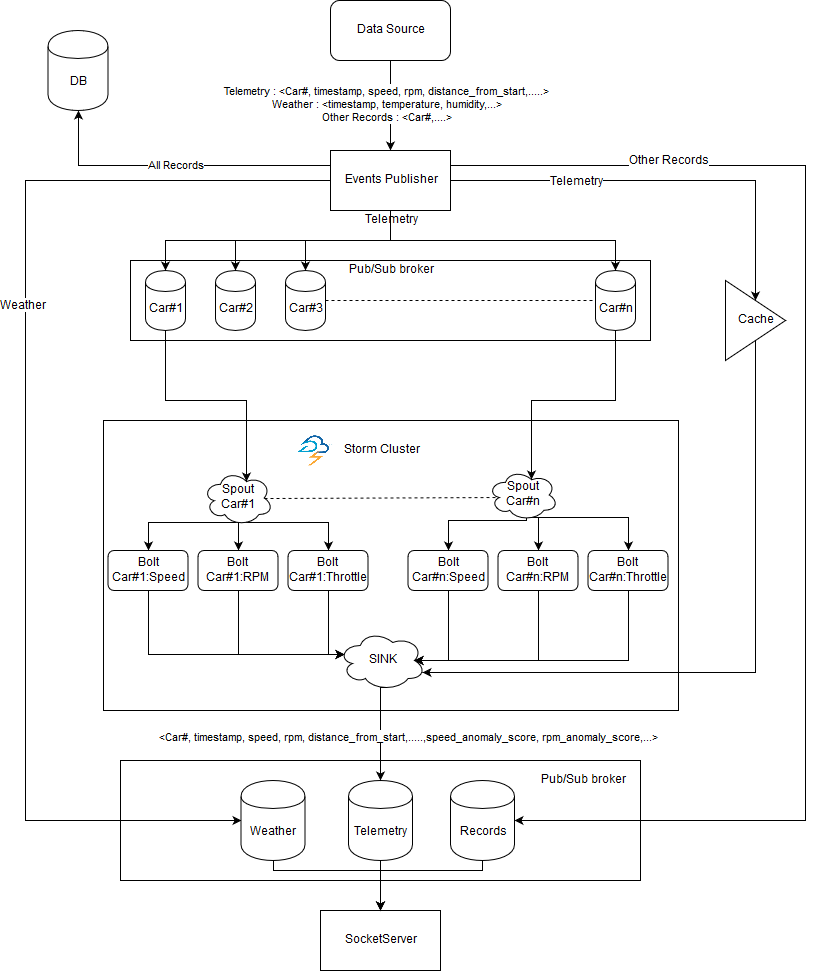 Data Source
DB
Telemetry : <Car#, timestamp, speed, rpm, distance_from_start,.....>
Weather : <timestamp, temperature, humidity,...>
Other Records : <Car#,....>
All Records
Other Records
Events Publisher
Telemetry
Telemetry
Pub/Sub broker
Weather
Car#1
Car#2
Car#3
Car#n
Cache
Storm Cluster
Spout
Car#1
Spout
Car#n
Bolt
Car#1:Speed
Bolt
Car#1:RPM
Bolt
Car#1:Throttle
Bolt
Car#n:Speed
Bolt
Car#n:RPM
Bolt
Car#n:Throttle
SINK
<Car#, timestamp, speed, rpm, distance_from_start,.....,speed_anomaly_score, rpm_anomaly_score,...>
Pub/Sub broker
Weather
Telemetry
Records
SocketServer